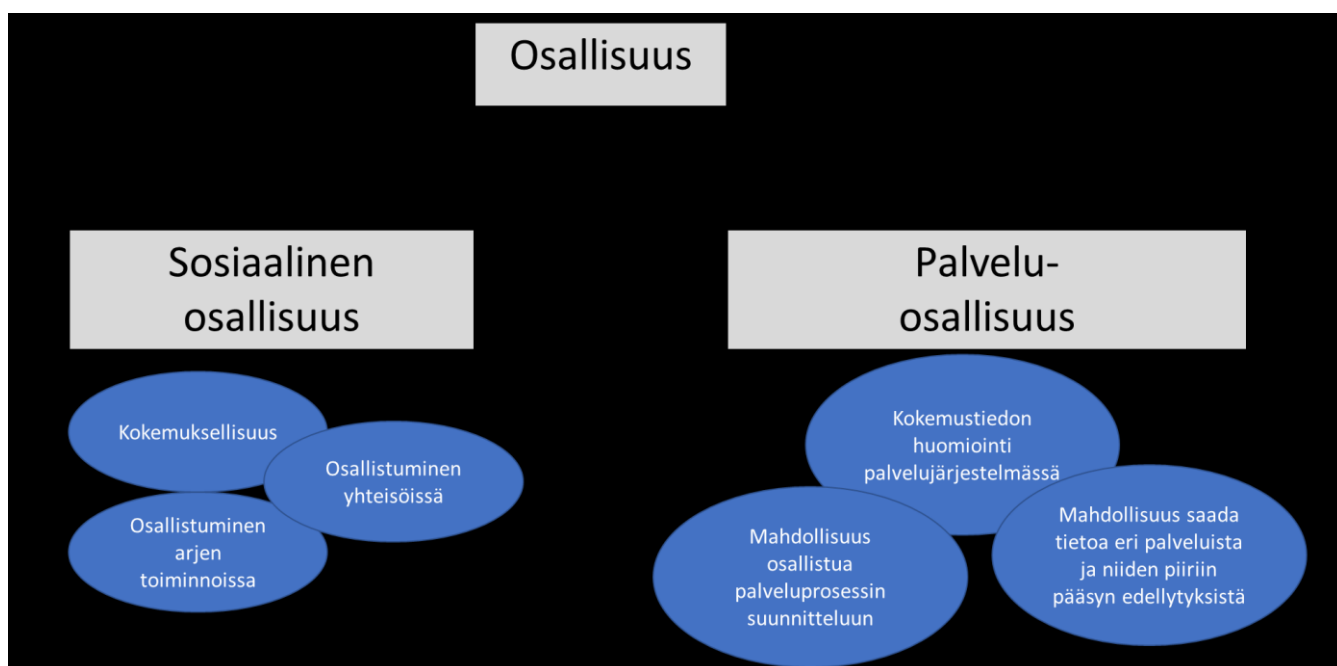 Osallisuus
Sosiaalinen
osallisuus
Kokemuksellisuus
Osallistuminen
yhteisöissä
Osallistuminen
arjen
toiminnoissa
Palvelu-
osallisuus
Kokemustiedon
huomiointi
palvelujärjestelmässä
Mahdollisuus
osallistua
palveluprosessin
suunnitteluun
Mahdollisuus saada
tietoa eri palveluista
ja niiden piiriin
pääsyn edellytyksistä